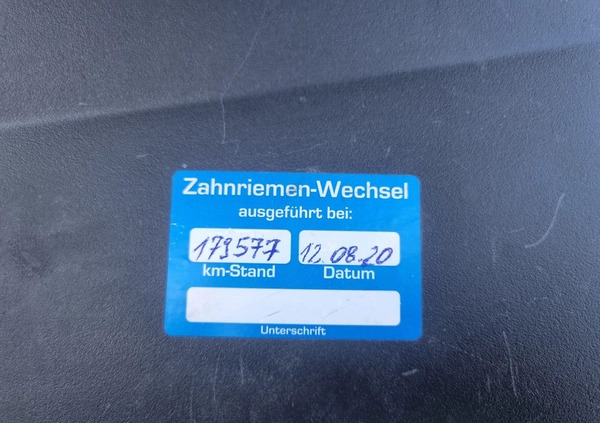 Zahnriemen-Wechsel
ausgeführt bei:
179577 12.08.20
km-Stand Datum
Unterschrift